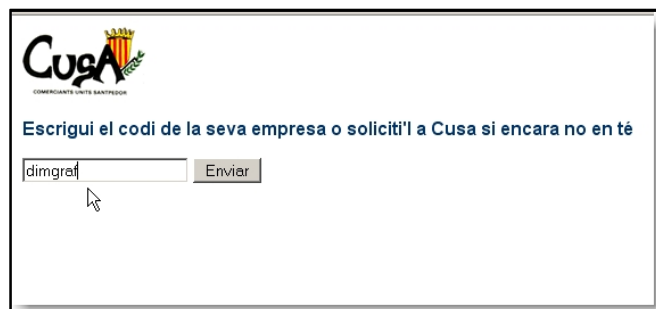 CUSA
COMERCIANTS UNITS SANTPEDOR
Escrigui el codi de la seva empresa o soliciti'l a Cusa si encara no en té
dimgraf Enviar